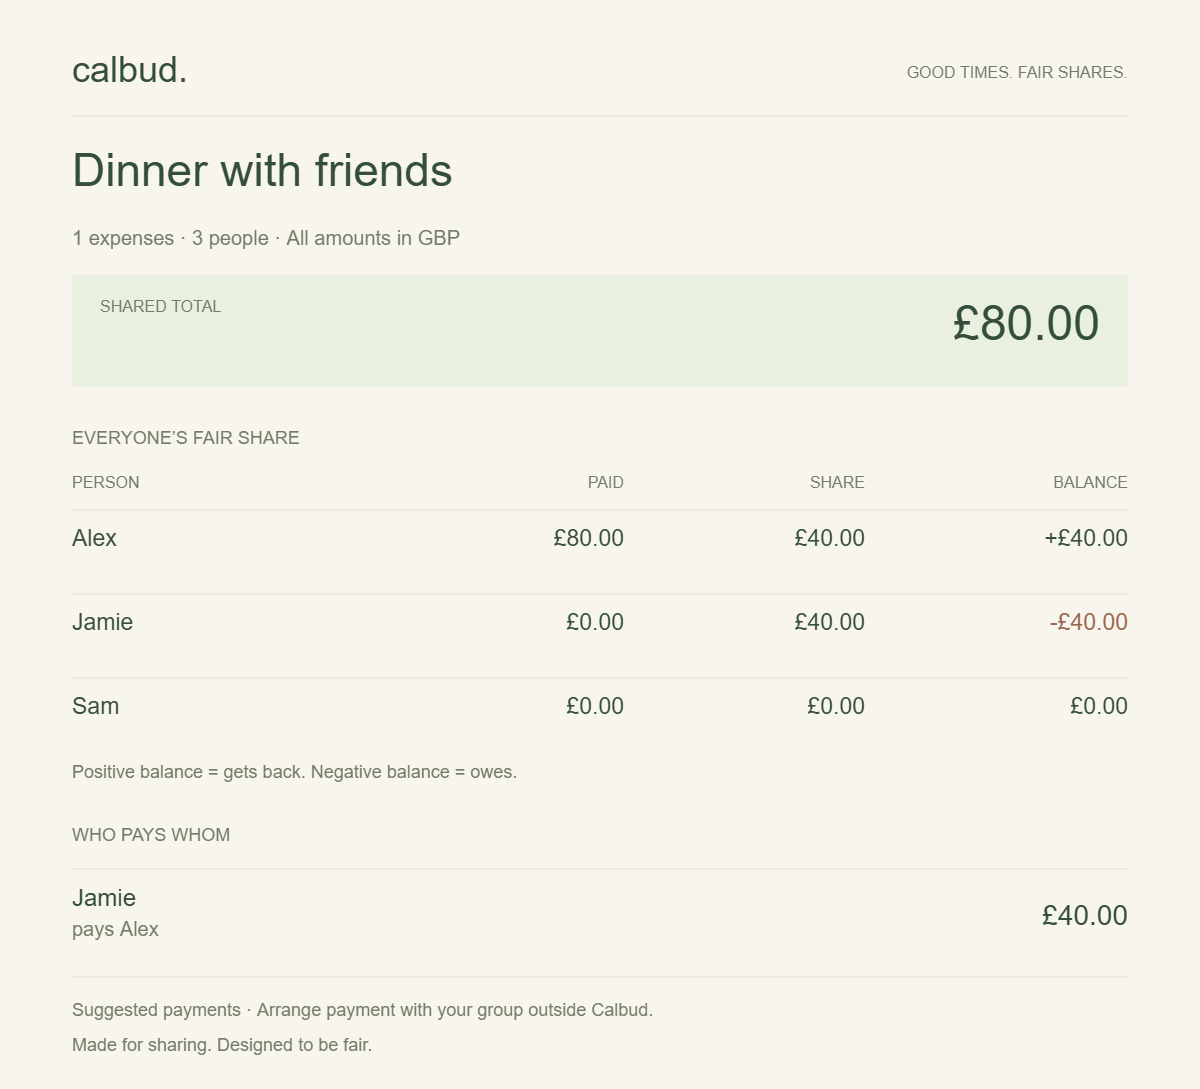 calbud.
GOOD TIMES. FAIR SHARES.
Dinner with friends
1 expenses · 3 people · All amounts in GBP
SHARED TOTAL
£80.00
EVERYONE’S FAIR SHARE
PERSON PAID SHARE BALANCE
Alex £80.00 £40.00 +£40.00
Jamie £0.00 £40.00 -£40.00
Sam £0.00 £0.00 £0.00
Positive balance = gets back. Negative balance = owes.
WHO PAYS WHOM
Jamie
pays Alex
£40.00
Suggested payments · Arrange payment with your group outside Calbud.
Made for sharing. Designed to be fair.